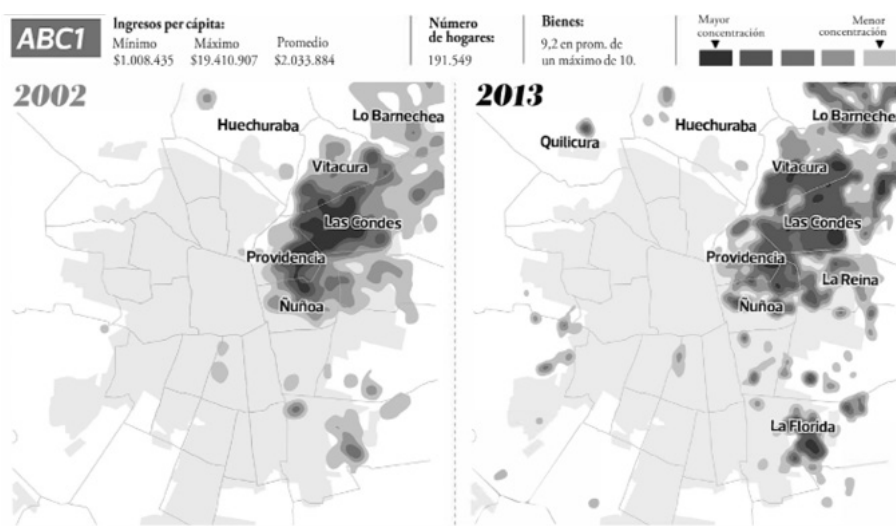 ABC1
Ingresos per cápita:
Mínimo Máximo Promedio
$1.008.435 $19.410.907 $2.033.884
Número
de hogares:
191.549
Bienes:
9,2 en prom. de
un máximo de 10.
Mayor
concentración
Menor
concentración
2002
Lo Barnechea
Huechuraba
Vitacura
Las Condes
Providencia
Ñuñoa
2013
Lo Barnechea
Huechuraba
Quilicura
Vitacura
Las Condes
Providencia
La Reina
Ñuñoa
La Florida